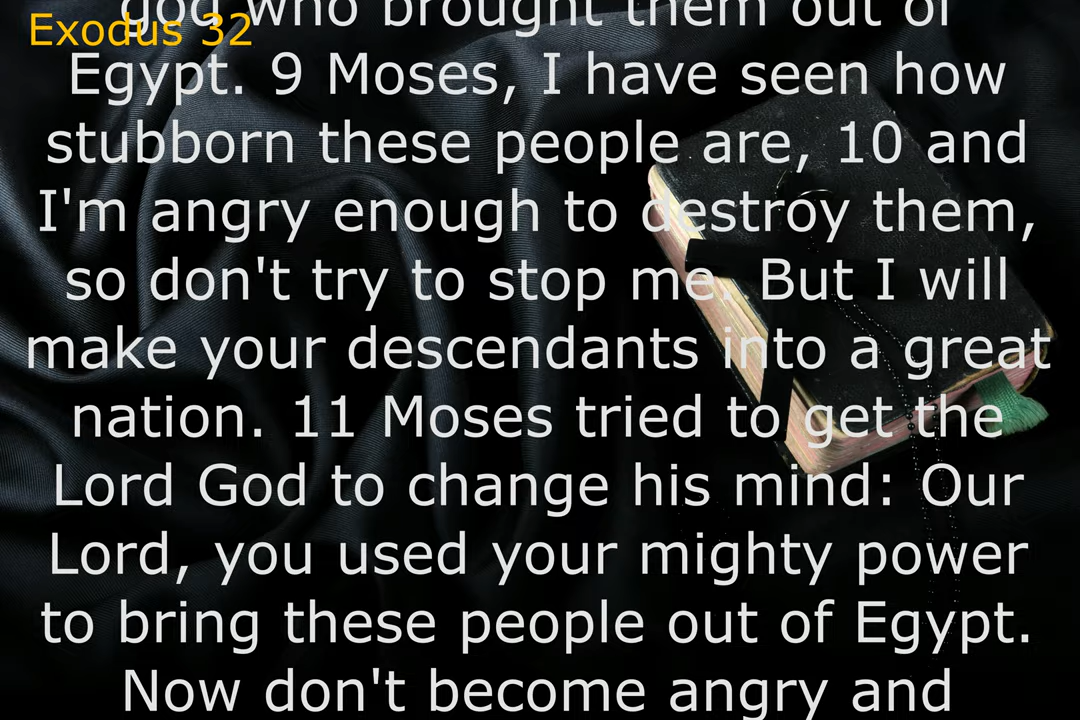 god who brought them out of
Exodus 32
Egypt. 9 Moses, I have seen how
stubborn these people are, 10 and
I'm angry enough to destroy them,
so don't try to stop me. But I will
make your descendants into a great
nation. 11 Moses tried to get the
Lord God to change his mind: Our
Lord, you used your mighty power
to bring these people out of Egypt.
Now don't become angry and